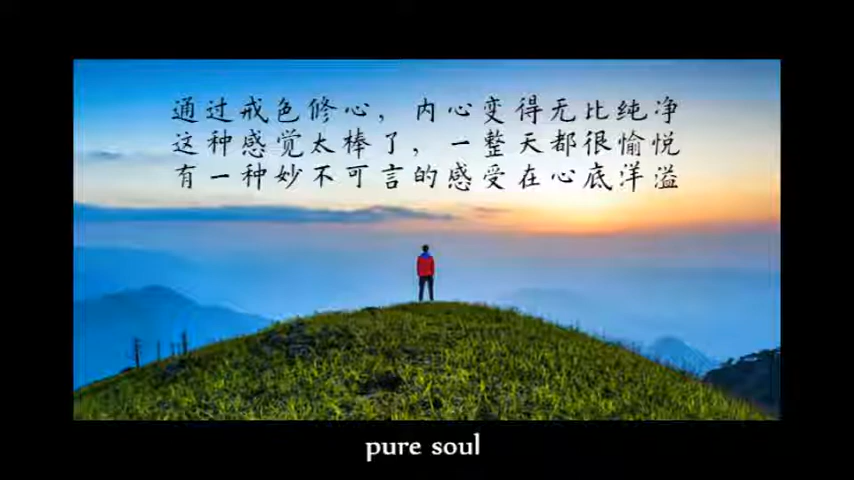 通过戒色修心，内心变得无比纯净
这种感觉太棒了，一整天都很愉悦
有一种妙不可言的感受在心底洋溢
pure soul